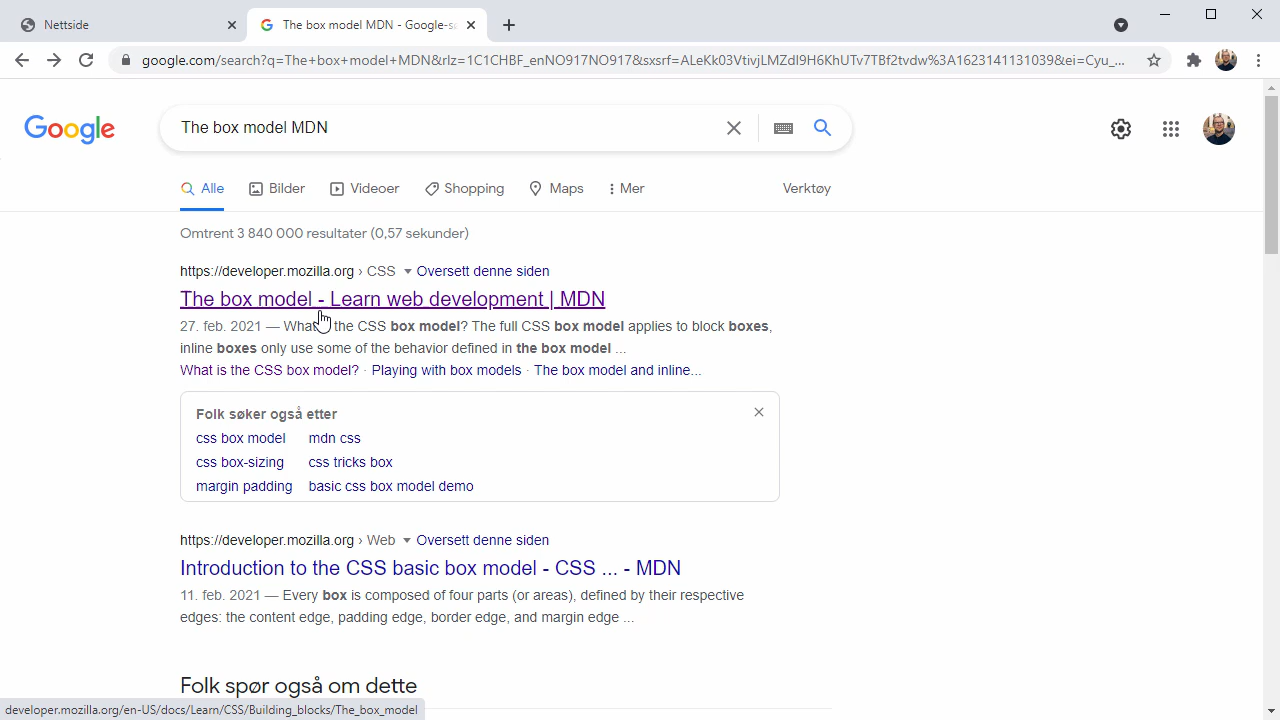 Nettside
The box model MDN - Google-sø
google.com/search?q=The+box+model+MDN&rlz=1C1CHBF_enNO917NO917&sxsrf=ALeKk03VtivjLMZdl9H6KhUTv7TBf2tvdw%3A1623141131039&ei=Cyu_...
Google
The box model MDN
Alle Bilder Videoer Shopping Maps Mer Verktøy
Omtrent 3 840 000 resultater (0,57 sekunder)
https://developer.mozilla.org › CSS Oversett denne siden
The box model - Learn web development | MDN
27. feb. 2021 — What the CSS box model? The full CSS box model applies to block boxes,
inline boxes only use some of the behavior defined in the box model ...
What is the CSS box model? · Playing with box models · The box model and inline...
Folk søker også etter
css box model mdn css
css box-sizing css tricks box
margin padding basic css box model demo
https://developer.mozilla.org › Web Oversett denne siden
Introduction to the CSS basic box model - CSS ... - MDN
11. feb. 2021 — Every box is composed of four parts (or areas), defined by their respective
edges: the content edge, padding edge, border edge, and margin edge ...
Folk spør også om dette
developer.mozilla.org/en-US/docs/Learn/CSS/Building_blocks/The_box_model